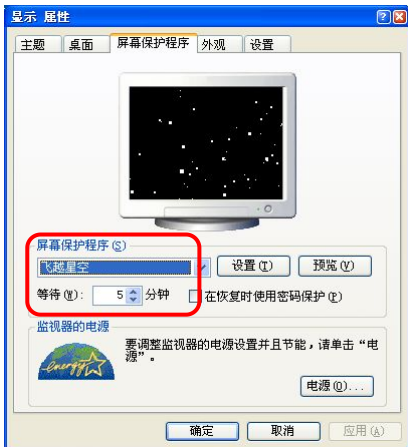 显示 属性
主题 桌面 屏幕保护程序 外观 设置
屏幕保护程序(S)
飞越星空 设置(T) 预览(V)
等待(W): 5 分钟 在恢复时使用密码保护(P)
监视器的电源
energy
要调整监视器的电源设置并且节能，请单击“电
源”。
电源(O)...
确定 取消 应用(A)